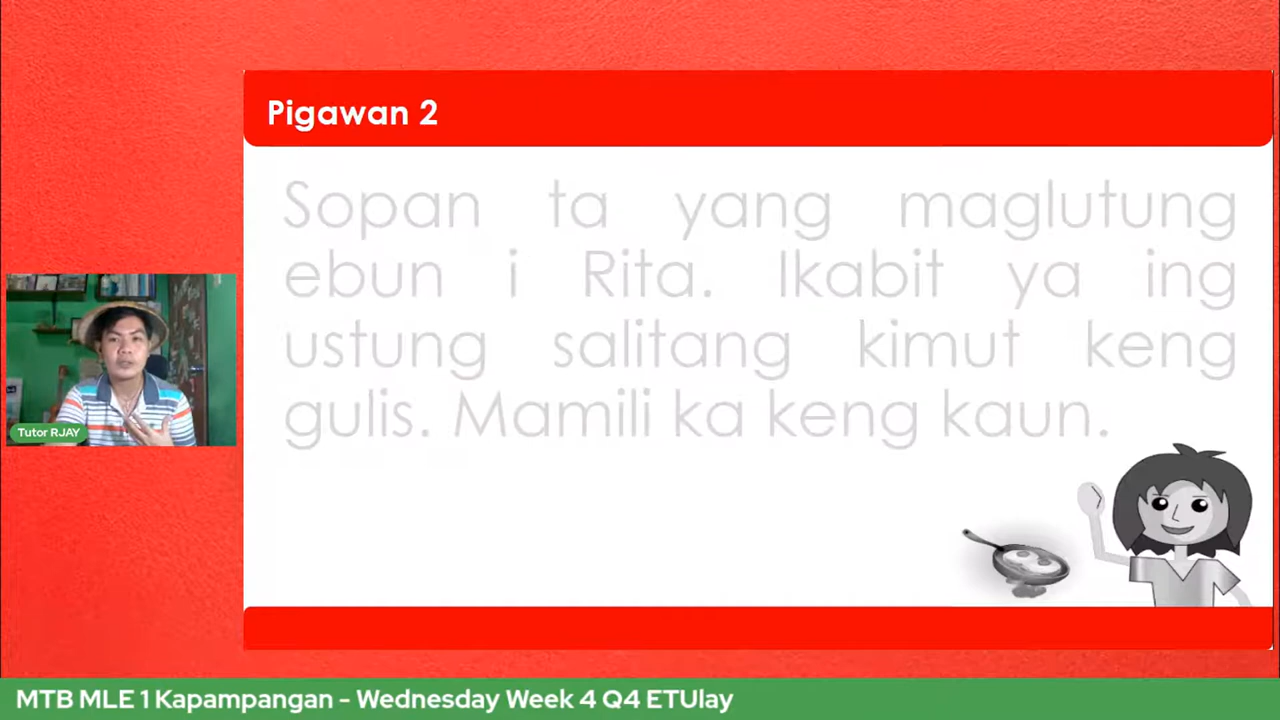 Pigawan 2
Sopan ta yang maglutung
ebun i Rita. Ikabit ya ing
ustung salitang kimut keng
gulis. Mamili ka keng kaun.
Tutor RJAY
MTB MLE 1 Kapampangan - Wednesday Week 4 Q4 ETUlay